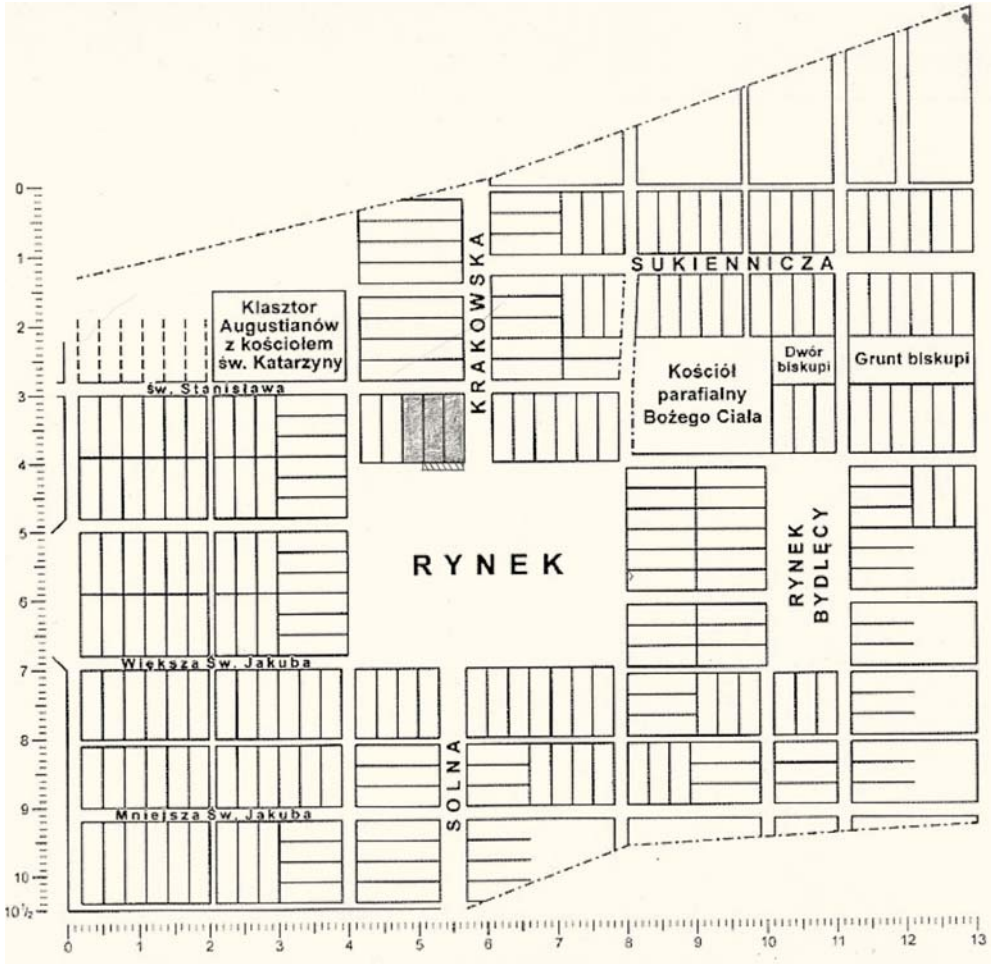 0
1
2
3
4
5
6
7
8
9
10
10 1/2
KRAKOWSKA
SUKIENNICZA
Klasztor
Augustianów
z kościołem
św. Katarzyny
św. Stanisława
Kościół
parafialny
Bożego Ciała
Dwór
biskupi
Grunt biskupi
RYNEK
RYNEK
BYDLĘCY
Większa Św. Jakuba
SOLNA
Mniejsza Św. Jakuba
0 1 2 3 4 5 6 7 8 9 10 11 12 13